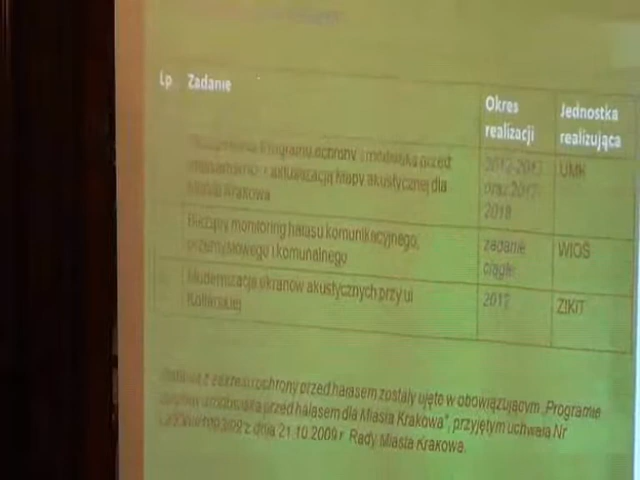 Lp. Zadanie
Okres realizacji
Jednostka realizująca
Programu ochrony środowiska przed
aktualizacją Mapy akustycznej dla
Miasta Krakowa
2012-2013
oraz 2017-
2018
UMK
Bieżący monitoring hałasu komunikacyjnego,
przemysłowego i komunalnego
zadanie
ciągłe
WIOŚ
Modernizacja ekranów akustycznych przy ul.
2012
ZIKiT
z zakresu ochrony przed hałasem zostały ujęte w obowiązującym „Programie
ochrony środowiska przed hałasem dla Miasta Krakowa”, przyjętym uchwałą Nr
z dnia 21.10.2009 r. Rady Miasta Krakowa.